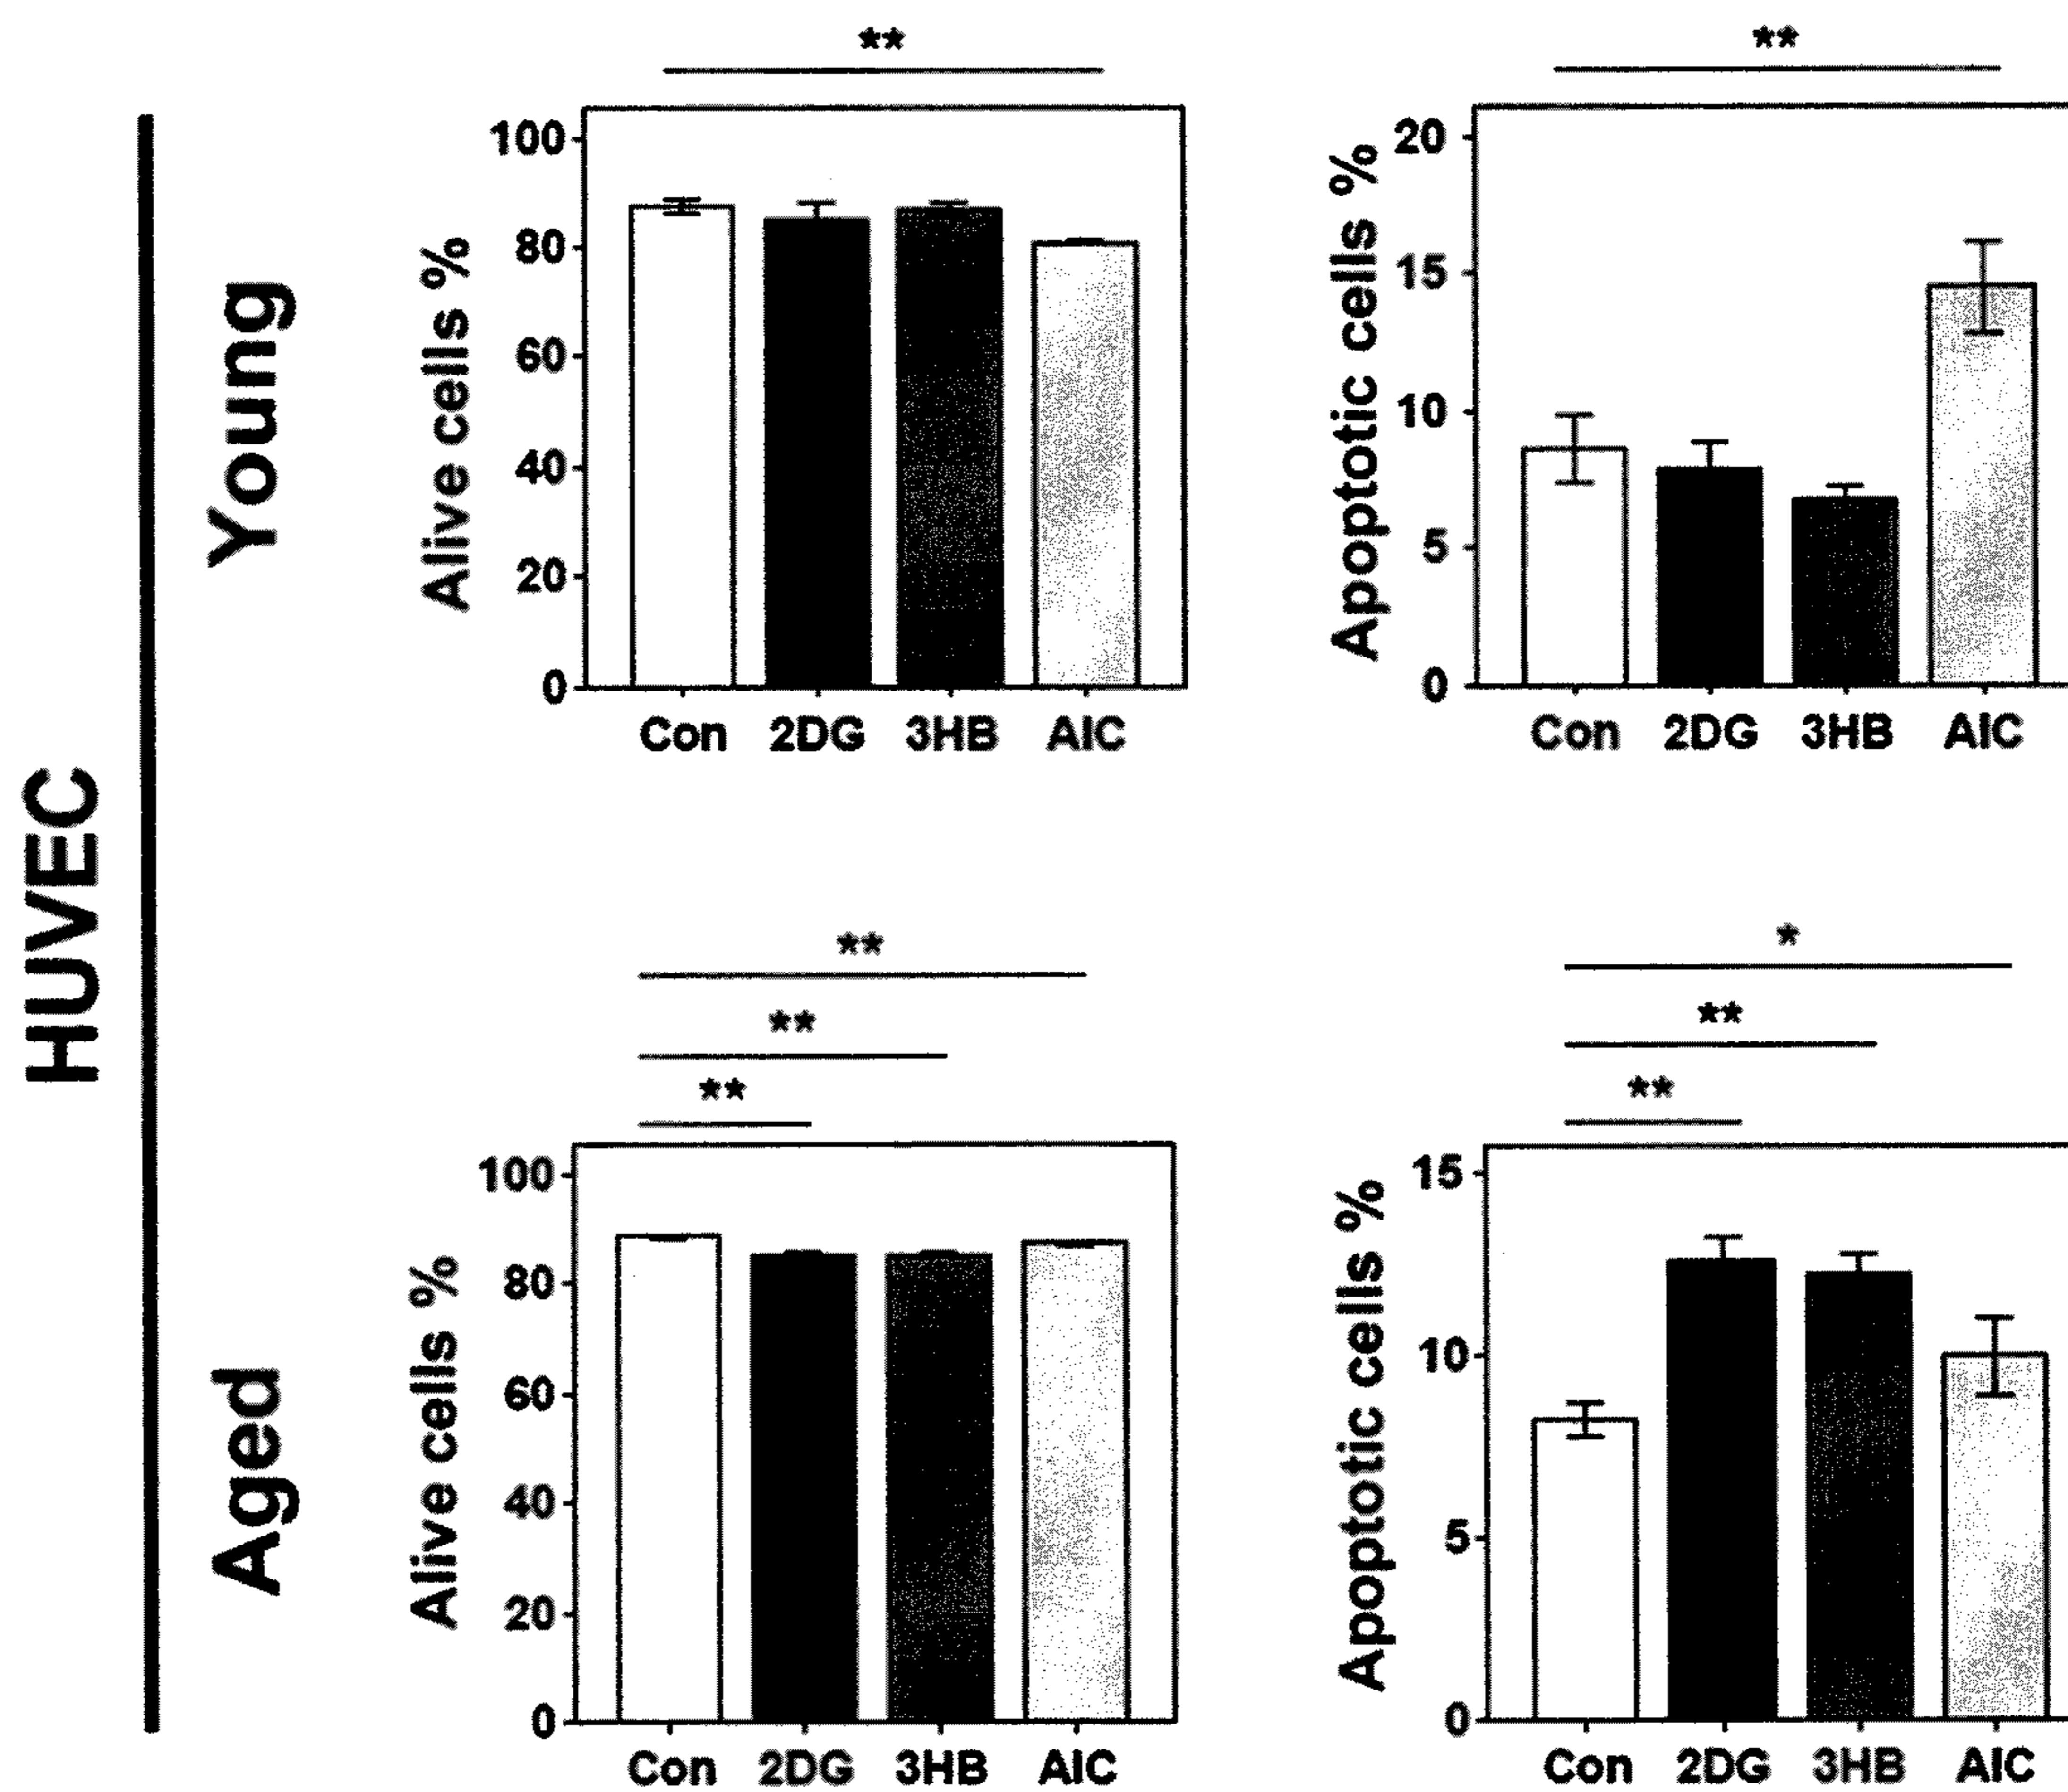 HUVEC
Young
**
Alive cells %
100
80
60
40
20
0
Con 2DG 3HB AIC
**
Apoptotic cells %
20
15
10
5
0
Con 2DG 3HB AIC
Aged
**
**
**
Alive cells %
100
80
60
40
20
0
Con 2DG 3HB AIC
*
**
**
Apoptotic cells %
15
10
5
0
Con 2DG 3HB AIC